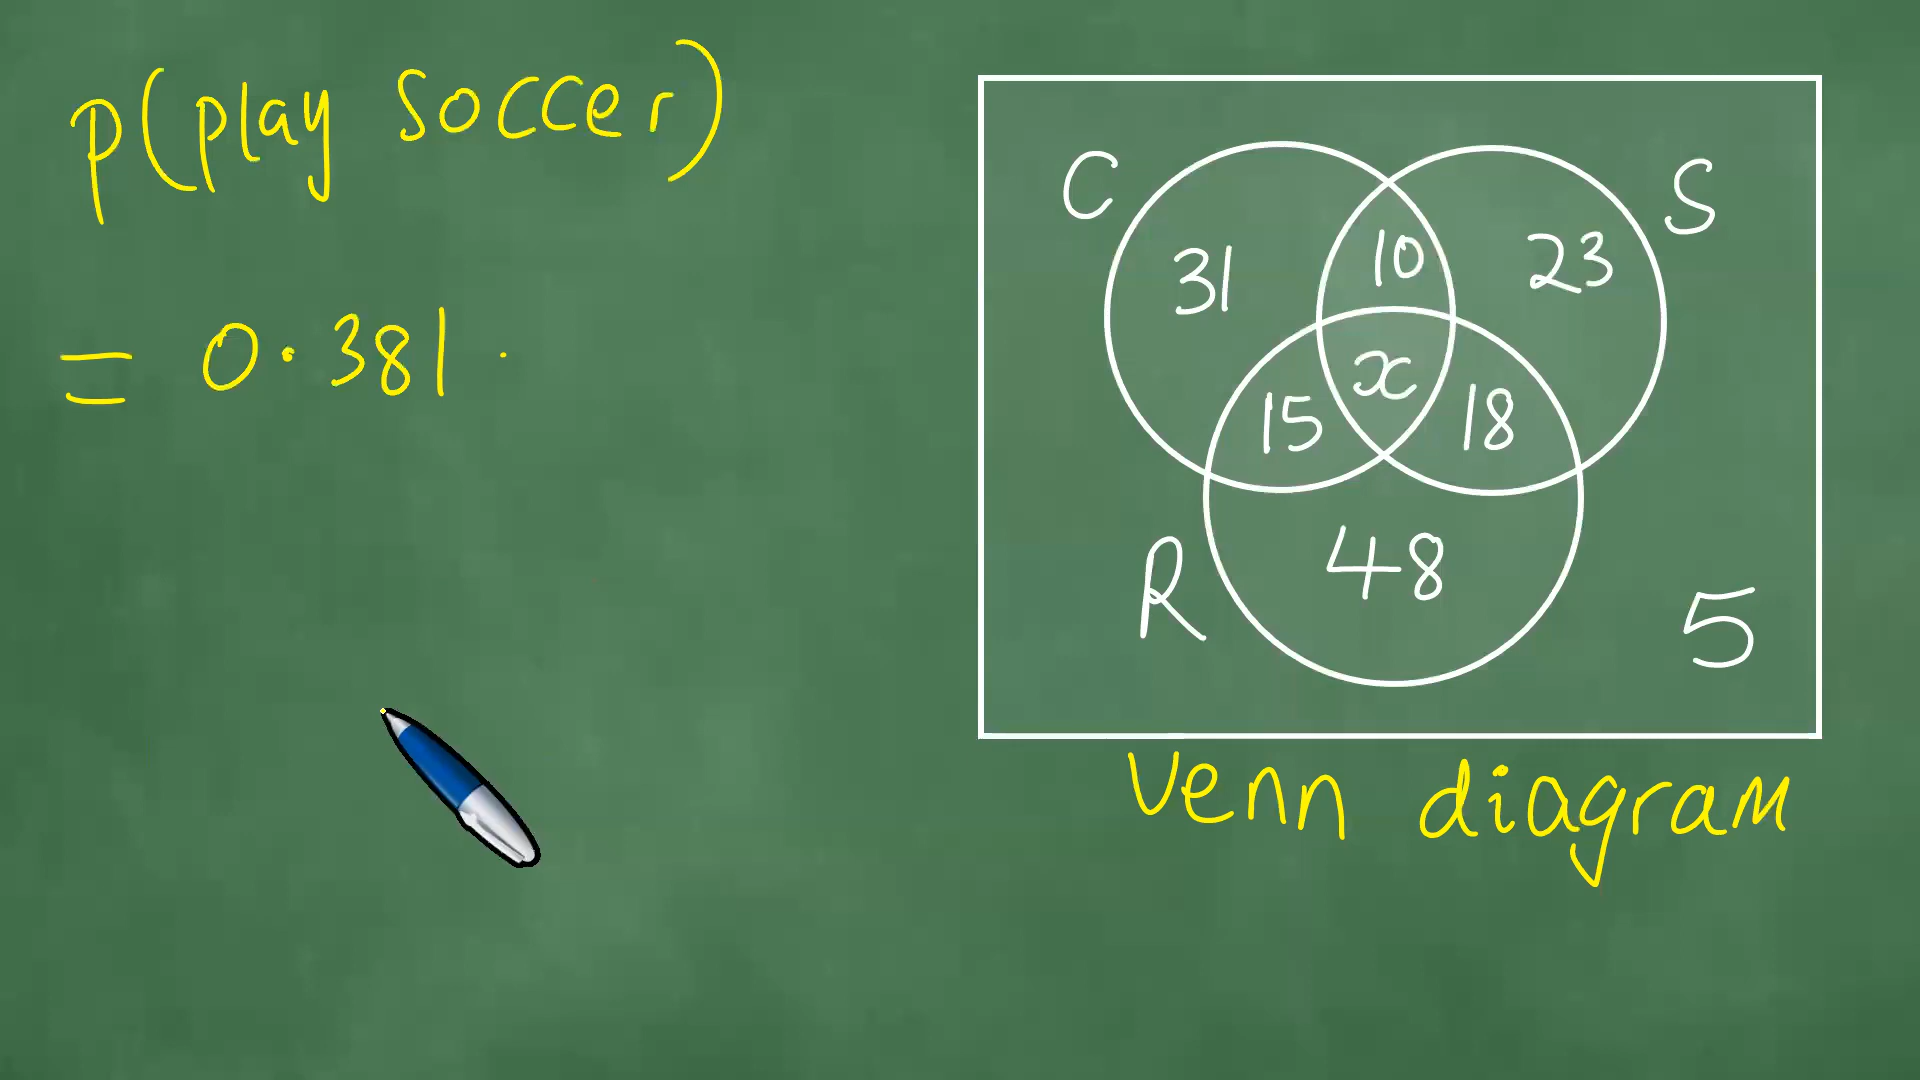 P(play soccer)
= 0.381
C
S
31
10
23
x
15
18
R
48
5
Venn diagram